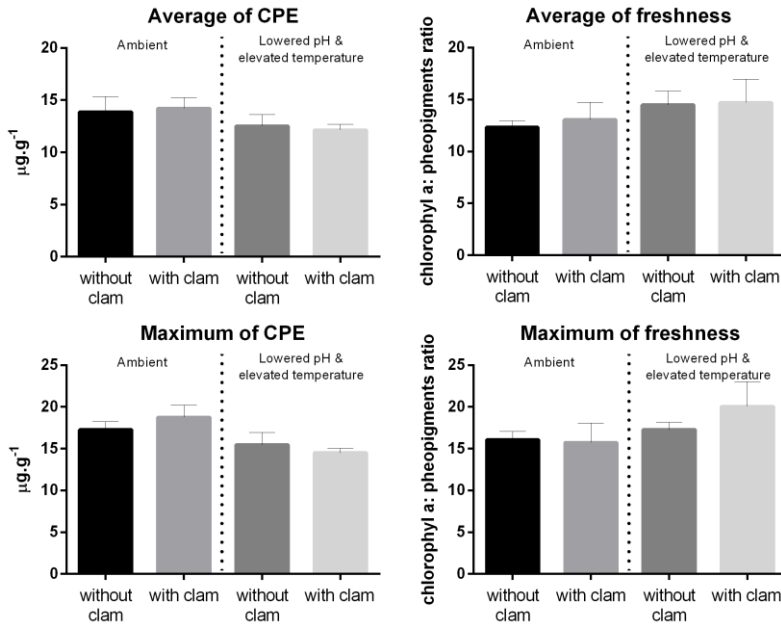 Average of CPE
Ambient
Lowered pH &
elevated temperature
µg.g⁻¹
20
15
10
5
0
without
clam
with clam
without
clam
with clam
Average of freshness
Ambient
Lowered pH &
elevated temperature
chlorophyl a: pheopigments ratio
20
15
10
5
0
without
clam
with clam
without
clam
with clam
Maximum of CPE
Ambient
Lowered pH &
elevated temperature
µg.g⁻¹
25
20
15
10
5
0
without
clam
with clam
without
clam
with clam
Maximum of freshness
Ambient
Lowered pH &
elevated temperature
chlorophyl a: pheopigments ratio
25
20
15
10
5
0
without
clam
with clam
without
clam
with clam